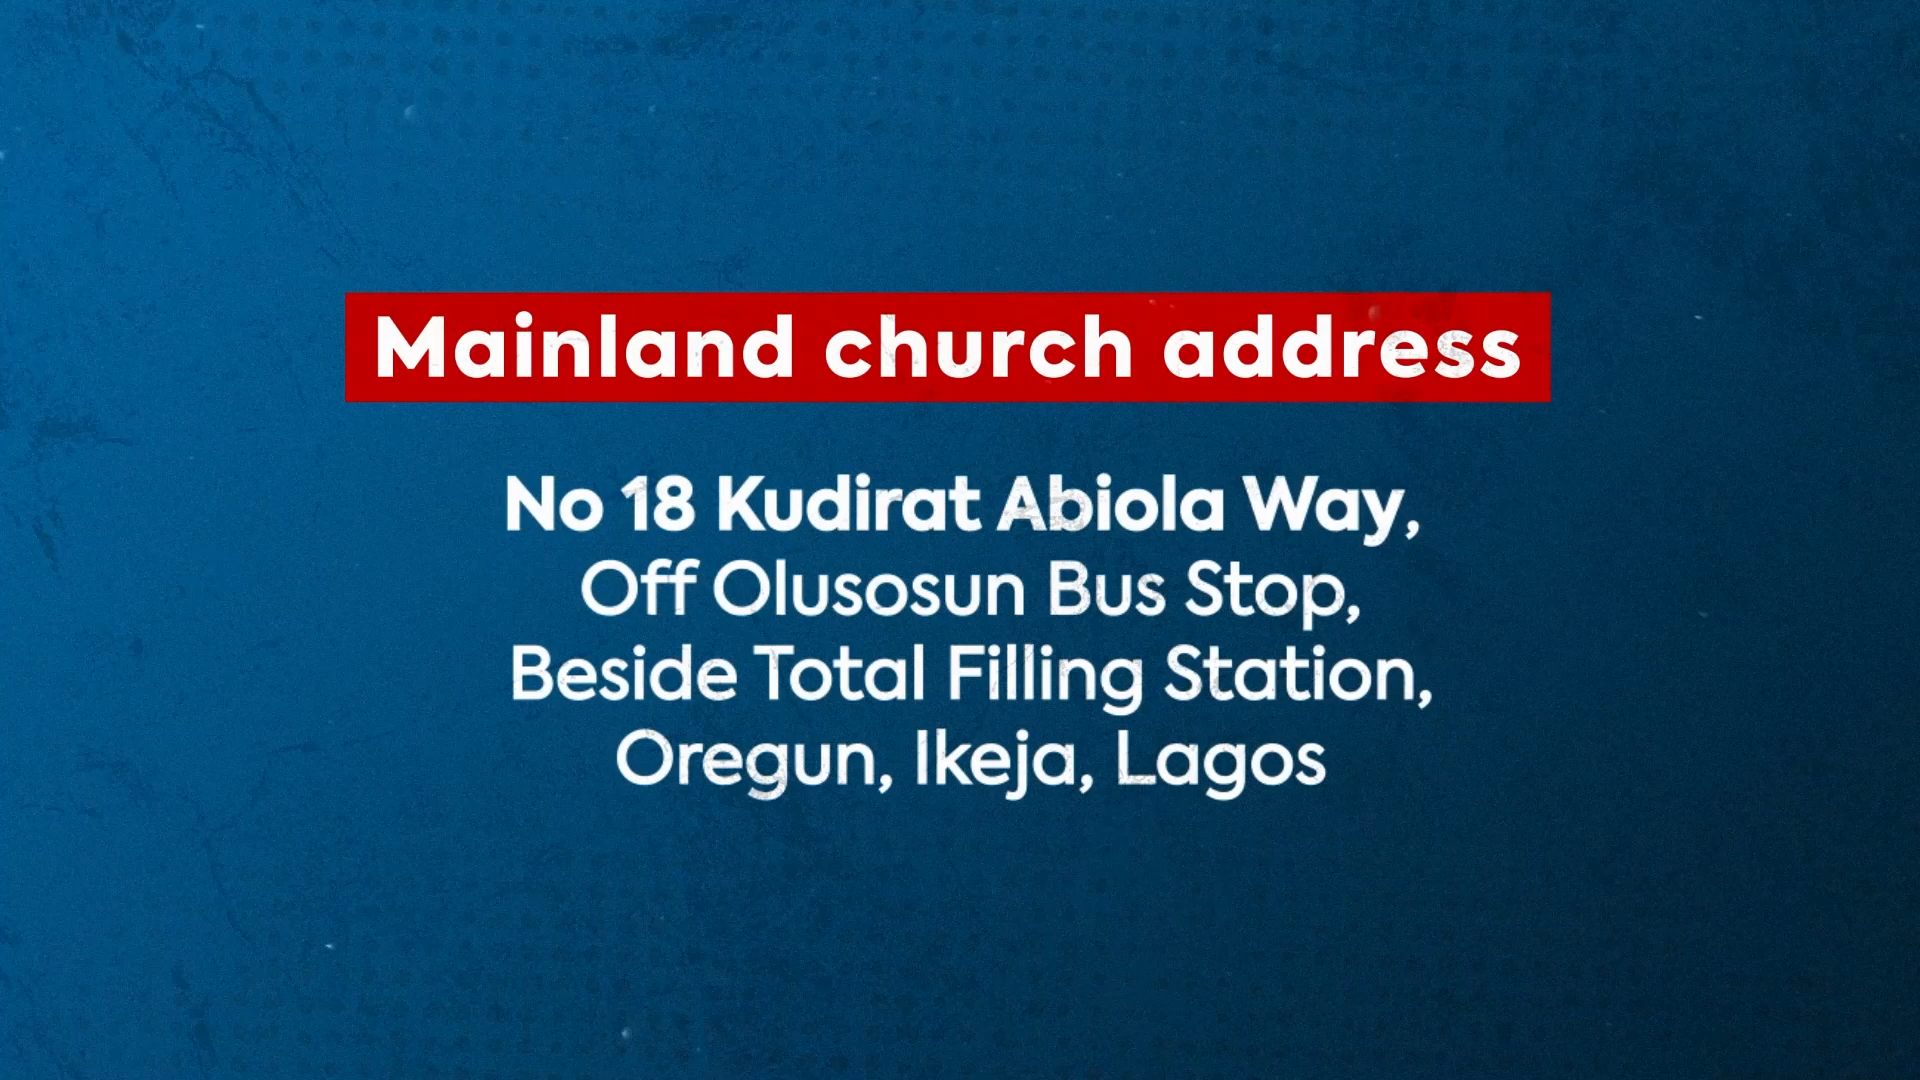 Mainland church address
No 18 Kudirat Abiola Way,
Off Olusosun Bus Stop,
Beside Total Filling Station,
Oregun, Ikeja, Lagos